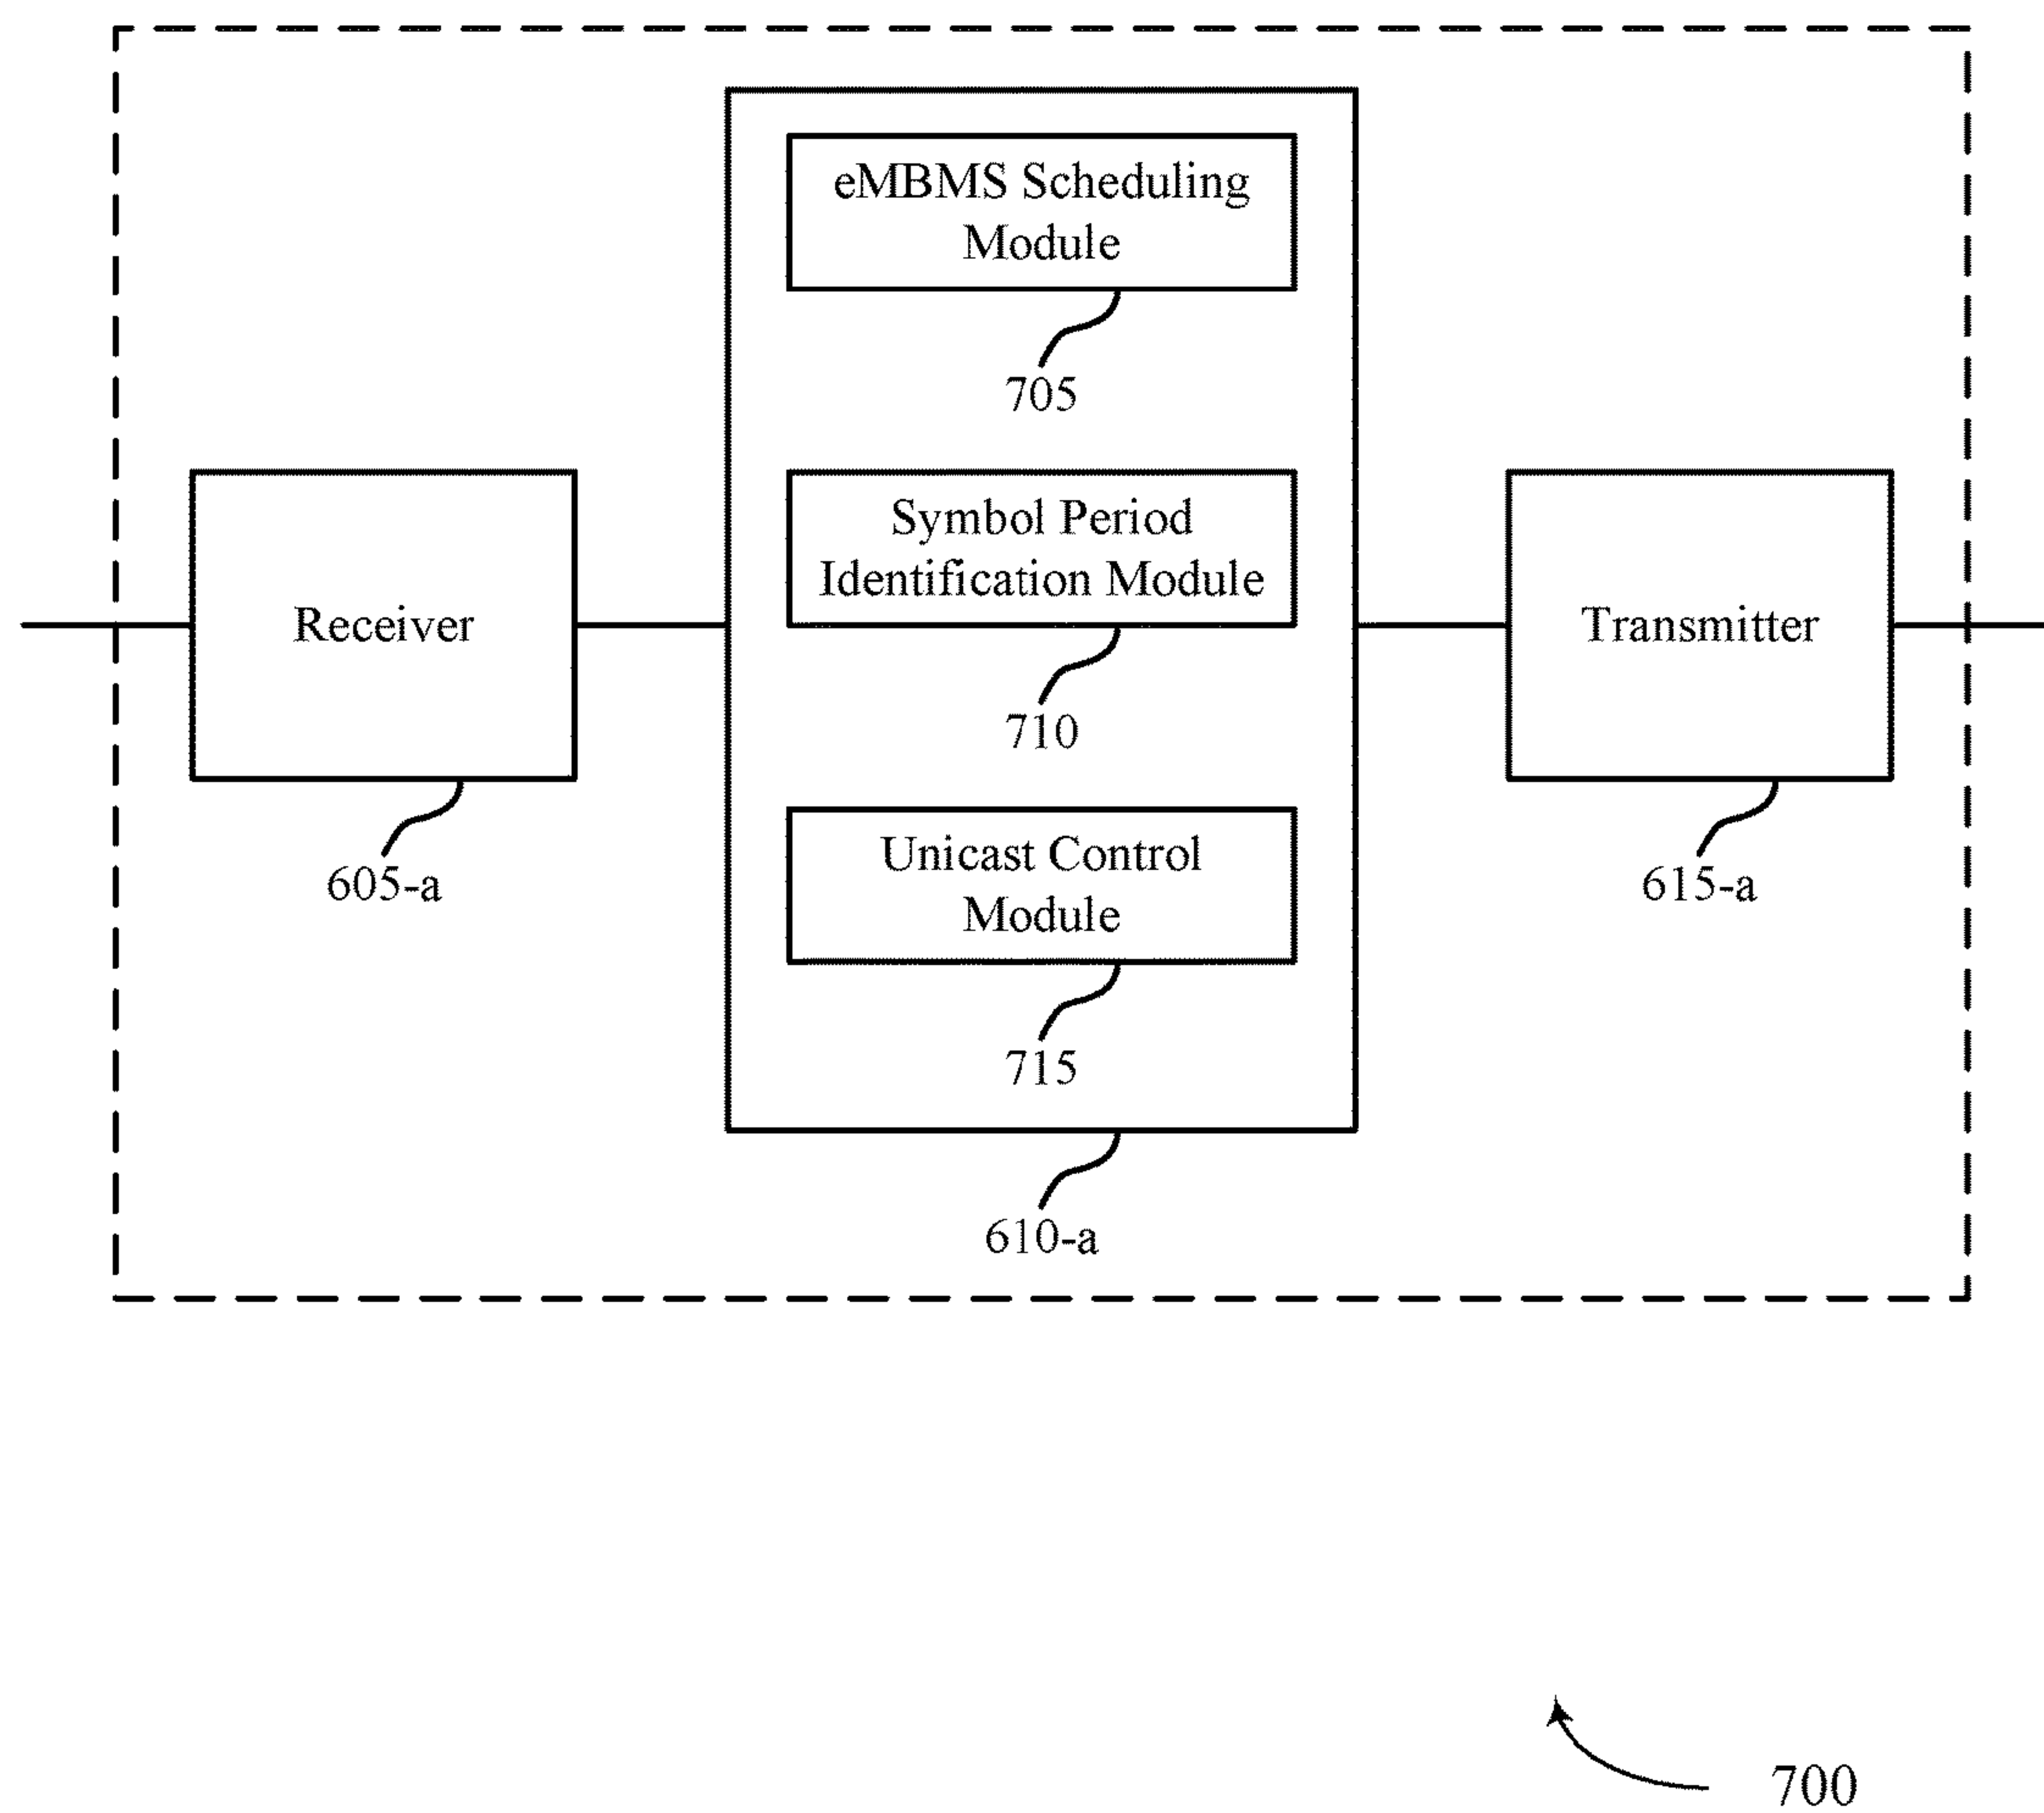 eMBMS Scheduling
Module
705
Symbol Period
Identification Module
710
Receiver
605-a
Transmitter
615-a
Unicast Control
Module
715
610-a
700